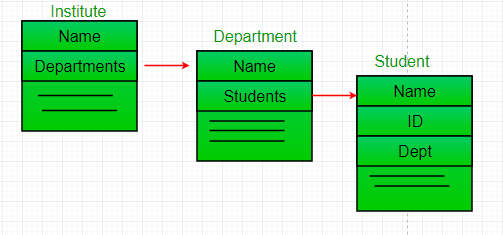 Institute
Name
Departments
Department
Name
Students
Student
Name
ID
Dept